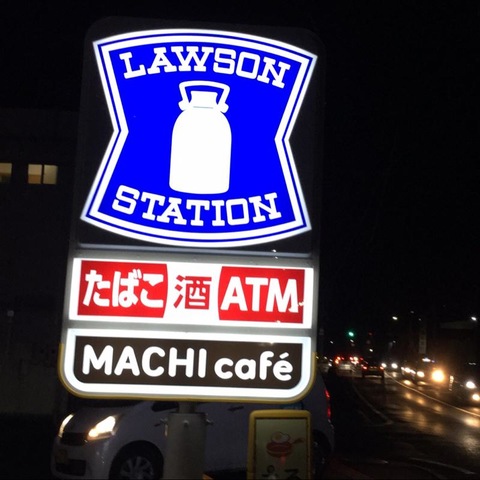 LAWSON
STATION
たばこ 酒 ATM
MACHI café